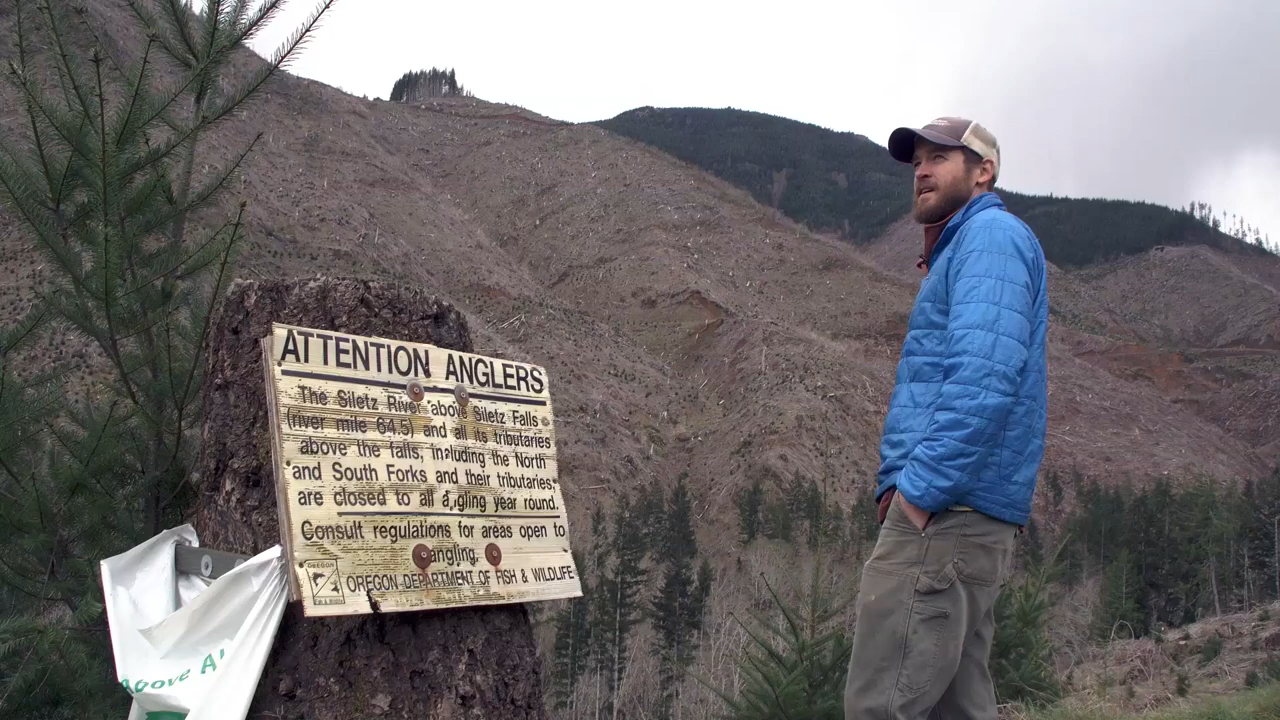 ATTENTION ANGLERS
The Siletz River above Siletz Falls
(river mile 64.5) and all its tributaries
above the falls, including the North
and South Forks and their tributaries,
are closed to all angling year round.
Consult regulations for areas open to
angling.
OREGON
OREGON DEPARTMENT OF FISH & WILDLIFE
Above A